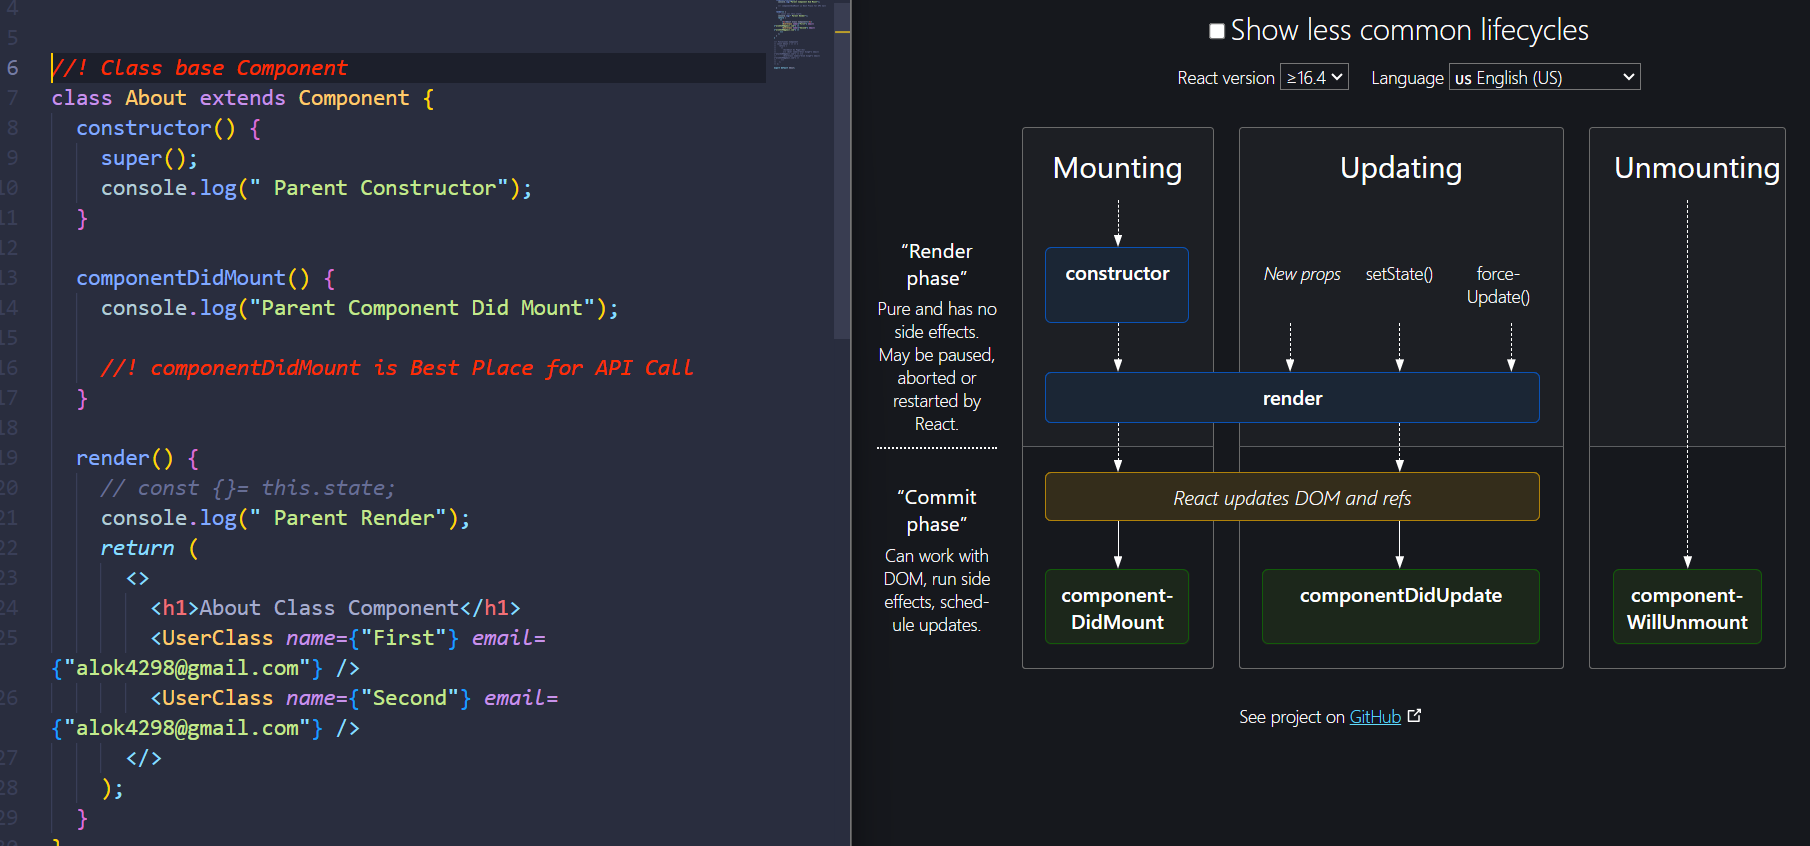 4
5
6 //! Class base Component
7 class About extends Component {
8 constructor() {
9 super();
10 console.log(" Parent Constructor");
11 }
12
13 componentDidMount() {
14 console.log("Parent Component Did Mount");
15
16 //! componentDidMount is Best Place for API Call
17 }
18
19 render() {
20 // const {}= this.state;
21 console.log(" Parent Render");
22 return (
23 <>
24 <h1>About Class Component</h1>
25 <UserClass name={"First"} email=
{"alok4298@gmail.com"} />
26 <UserClass name={"Second"} email=
{"alok4298@gmail.com"} />
27 </>
28 );
29 }
Show less common lifecycles
React version ≥16.4 Language us English (US)
Mounting
Updating
Unmounting
“Render
phase”
Pure and has no
side effects.
May be paused,
aborted or
restarted by
React.
constructor
New props
setState()
force-
Update()
render
“Commit
phase”
Can work with
DOM, run side
effects, sched-
ule updates.
React updates DOM and refs
component-
DidMount
componentDidUpdate
component-
WillUnmount
See project on GitHub